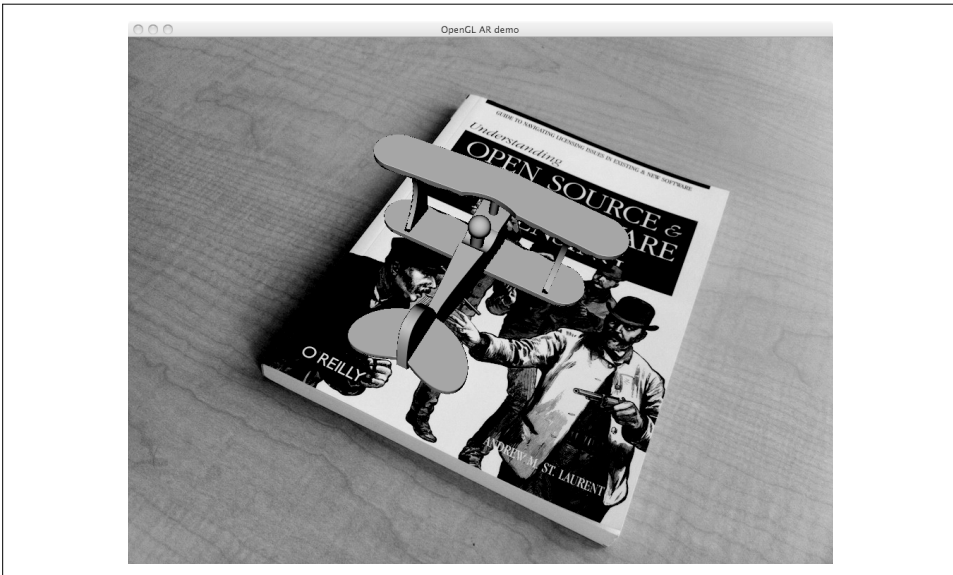 OpenGL AR demo
GUIDE TO NAVIGATING LICENSING ISSUES IN EXISTING & NEW SOFTWARE
Understanding
OPEN SOURCE &
O REILLY
ANDREW M. ST. LAURENT